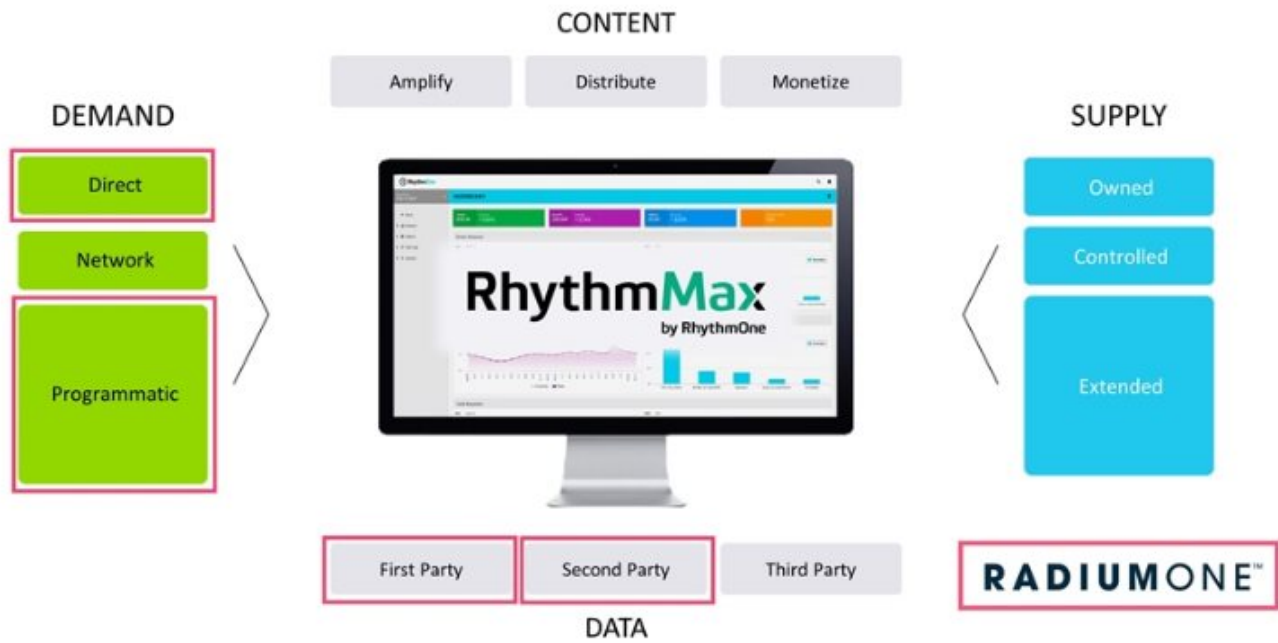 CONTENT
Amplify
Distribute
Monetize
DEMAND
Direct
Network
Programmatic
SUPPLY
Owned
Controlled
Extended
RhythmMax
by RhythmOne
First Party
Second Party
Third Party
DATA
RADIUMONE™